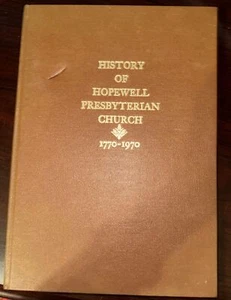 HISTORY
OF
HOPEWELL
PRESBYTERIAN
CHURCH
1770-1970